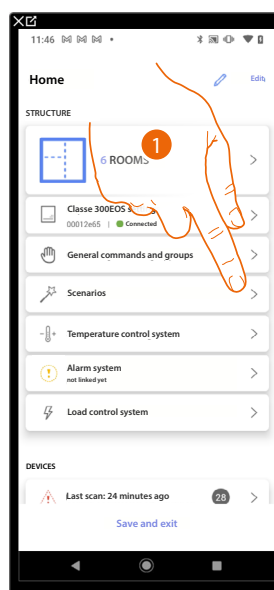 11:46
Home
Edit
STRUCTURE
6 ROOMS
1
Classe 300EOS
00012e65 | Connected
General commands and groups
Scenarios
Temperature control system
Alarm system
not linked yet
Load control system
DEVICES
Last scan: 24 minutes ago
28
Save and exit